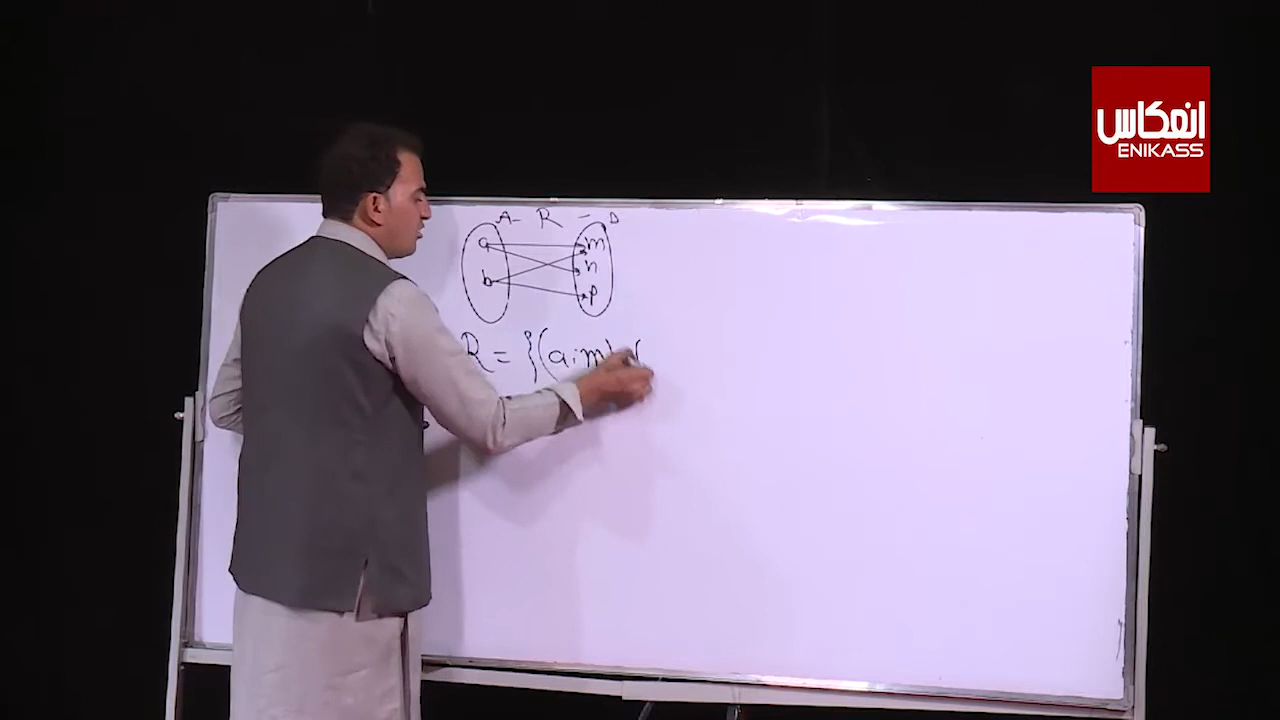 انعکاس
ENIKASS
A- R - B
a m
n
b p
R = {(a, m), (